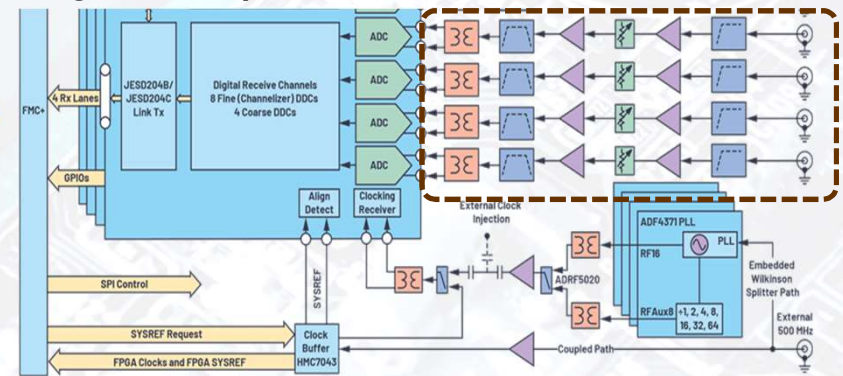 ADC
ADC
ADC
ADC
JESD204B/
JESD204C
Link Tx
Digital Receive Channels
8 Fine (Channelizer) DDCs
4 Coarse DDCs
4 Rx Lanes
FMC+
GPIOs
Align
Detect
Clocking
Receiver
External Clock
Injection
ADF4371 PLL
PLL
RF16
ADRF5020
Embedded
Wilkinson
Splitter Path
SPI Control
SYSREF
RFAux8
÷1, 2, 4, 8,
16, 32, 64
External
500 MHz
SYSREF Request
Clock
Buffer
HMC7043
Coupled Path
FPGA Clocks and FPGA SYSREF